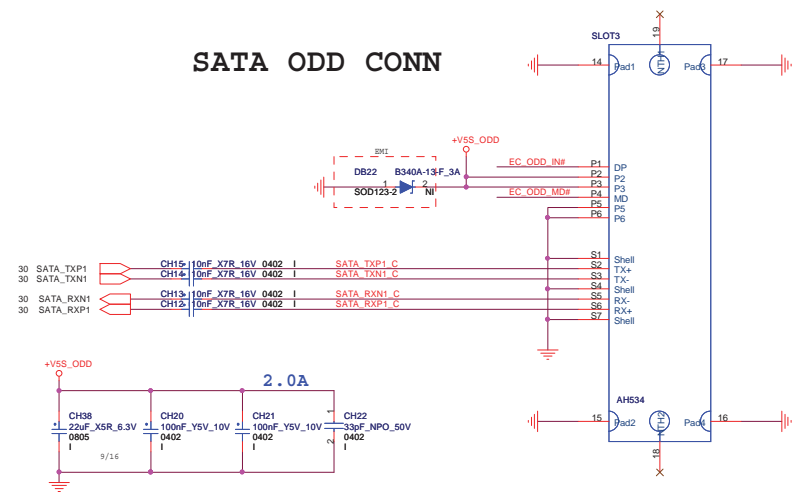 SATA ODD CONN
SLOT3
19
14
Pad1
NTH1
Pad3
17
+V5S_ODD
EMI
DB22
B340A-13-F_3A
1
2
SOD123-2
NI
EC_ODD_IN#
P1
DP
P2
P2
P3
P3
EC_ODD_MD#
P4
MD
P5
P5
P6
P6
S1
Shell
30 SATA_TXP1
CH15 10nF_X7R_16V 0402 I
SATA_TXP1_C
S2
TX+
30 SATA_TXN1
CH14 10nF_X7R_16V 0402 I
SATA_TXN1_C
S3
TX-
S4
Shell
30 SATA_RXN1
CH13 10nF_X7R_16V 0402 I
SATA_RXN1_C
S5
RX-
30 SATA_RXP1
CH12 10nF_X7R_16V 0402 I
SATA_RXP1_C
S6
RX+
S7
Shell
+V5S_ODD
2.0A
CH38
22uF_X5R_6.3V
0805
I
9/16
CH20
100nF_Y5V_10V
0402
I
CH21
100nF_Y5V_10V
0402
I
1
2
CH22
33pF_NPO_50V
0402
I
AH534
15
Pad2
NTH2
Pad4
16
18